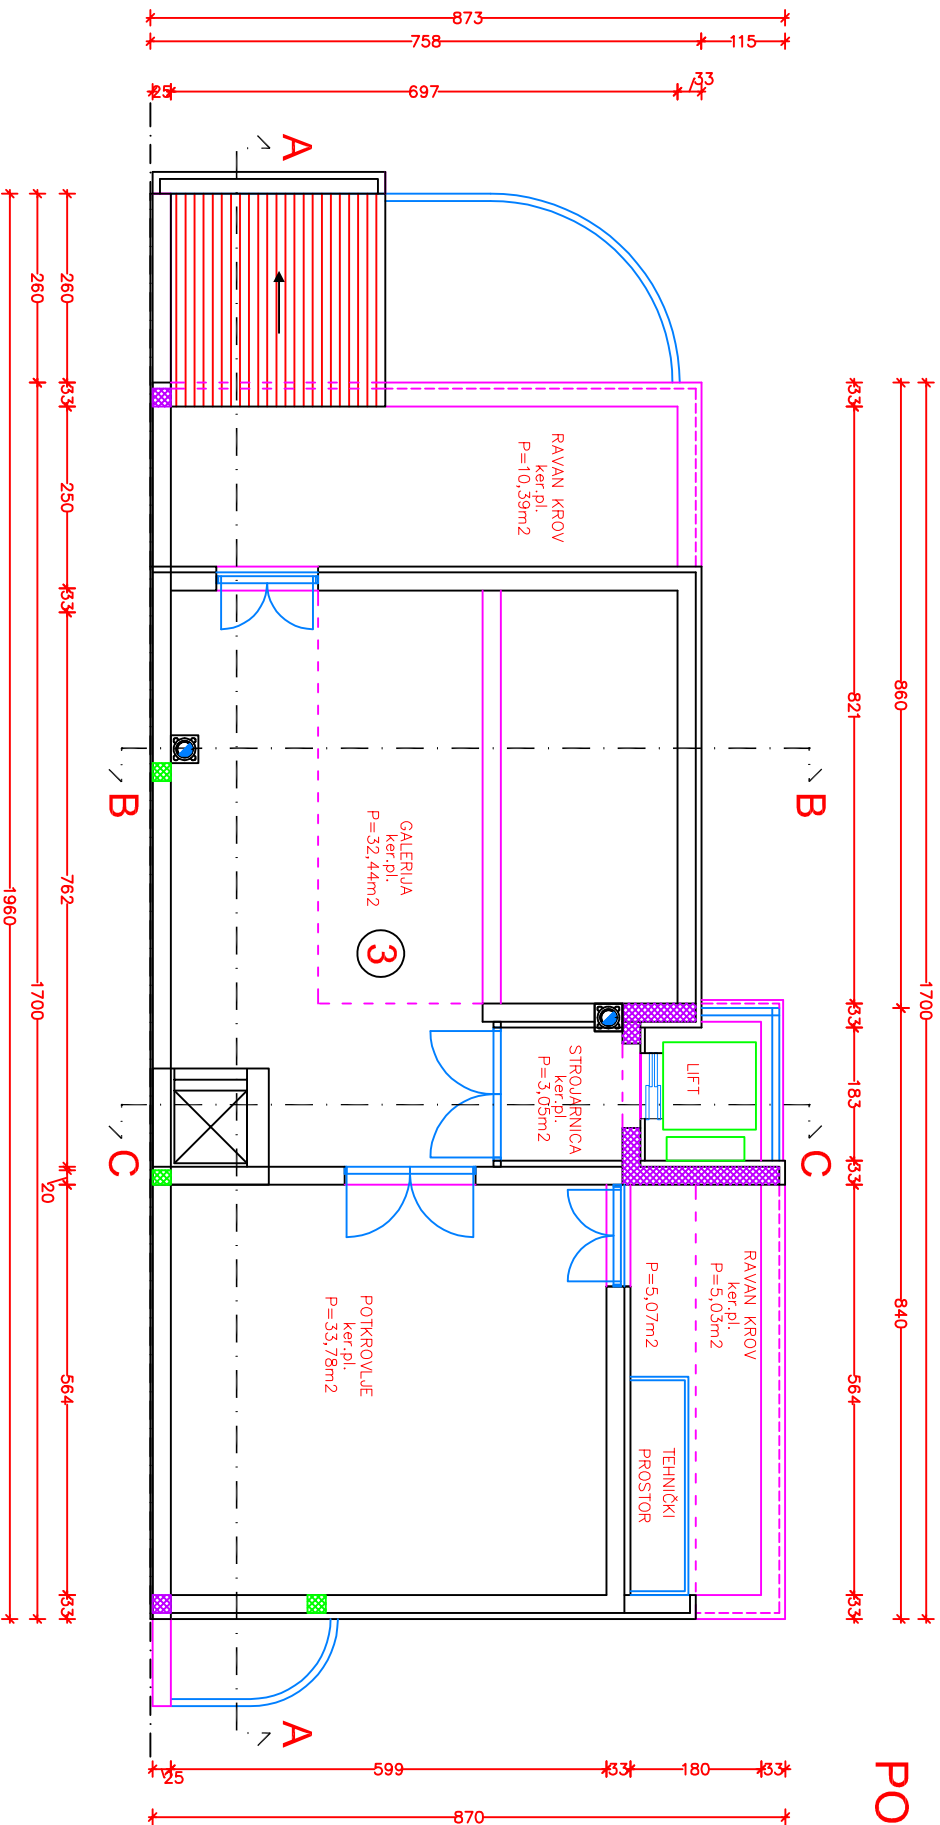 873
758
115
25
697
33
A
260
260
33
250
33
762
20
564
33
1700
1960
33
821
33
183
33
564
33
860
840
1700
RAVAN KROV
ker.pl.
P=10,39m2
B
B
GALERIJA
ker.pl.
P=32,44m2
3
STROJARNICA
ker.pl.
P=3,05m2
LIFT
C
C
RAVAN KROV
ker.pl.
P=5,03m2
P=5,07m2
POTKROVLJE
ker.pl.
P=33,78m2
TEHNIČKI
PROSTOR
A
25
599
33
180
33
870
PO